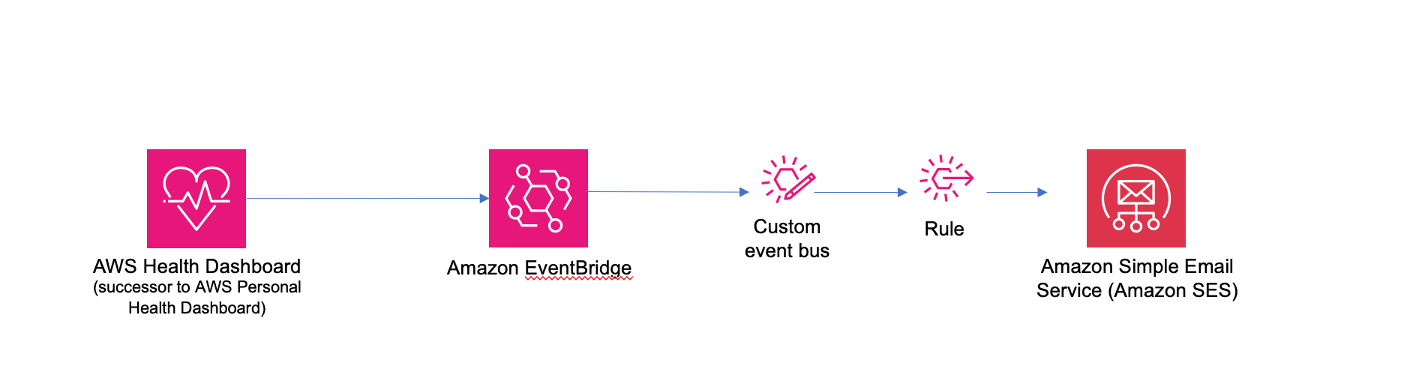 AWS Health Dashboard
(successor to AWS Personal
Health Dashboard)
Amazon EventBridge
Custom
event bus
Rule
Amazon Simple Email
Service (Amazon SES)